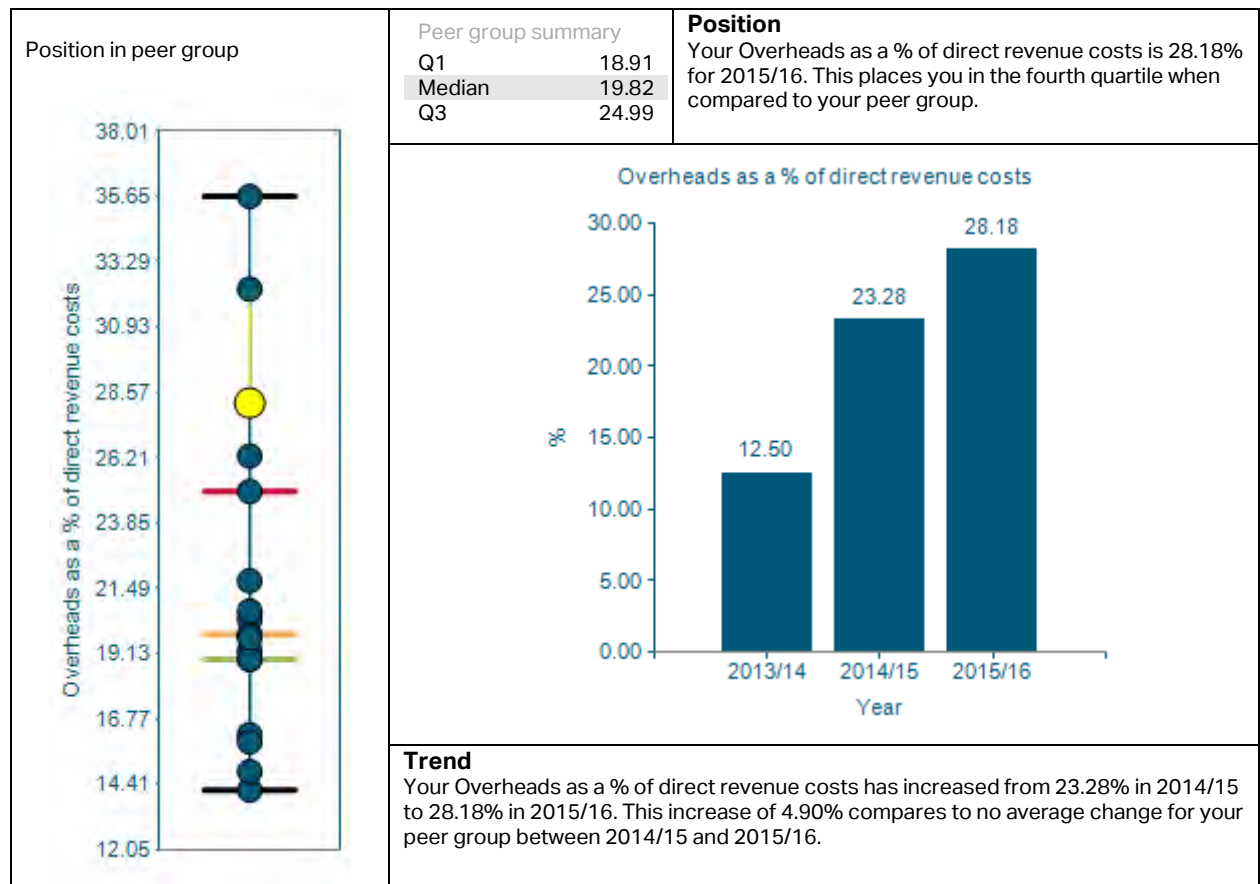 Position in peer group
38.01
35.65
33.29
30.93
28.57
26.21
23.85
21.49
19.13
16.77
14.41
12.05
Overheads as a % of direct revenue costs
Peer group summary
Q1 18.91
Median 19.82
Q3 24.99
Position
Your Overheads as a % of direct revenue costs is 28.18%
for 2015/16. This places you in the fourth quartile when
compared to your peer group.
Overheads as a % of direct revenue costs
30.00
25.00
20.00
15.00
10.00
5.00
0.00
%
12.50
23.28
28.18
2013/14 2014/15 2015/16
Year
Trend
Your Overheads as a % of direct revenue costs has increased from 23.28% in 2014/15
to 28.18% in 2015/16. This increase of 4.90% compares to no average change for your
peer group between 2014/15 and 2015/16.